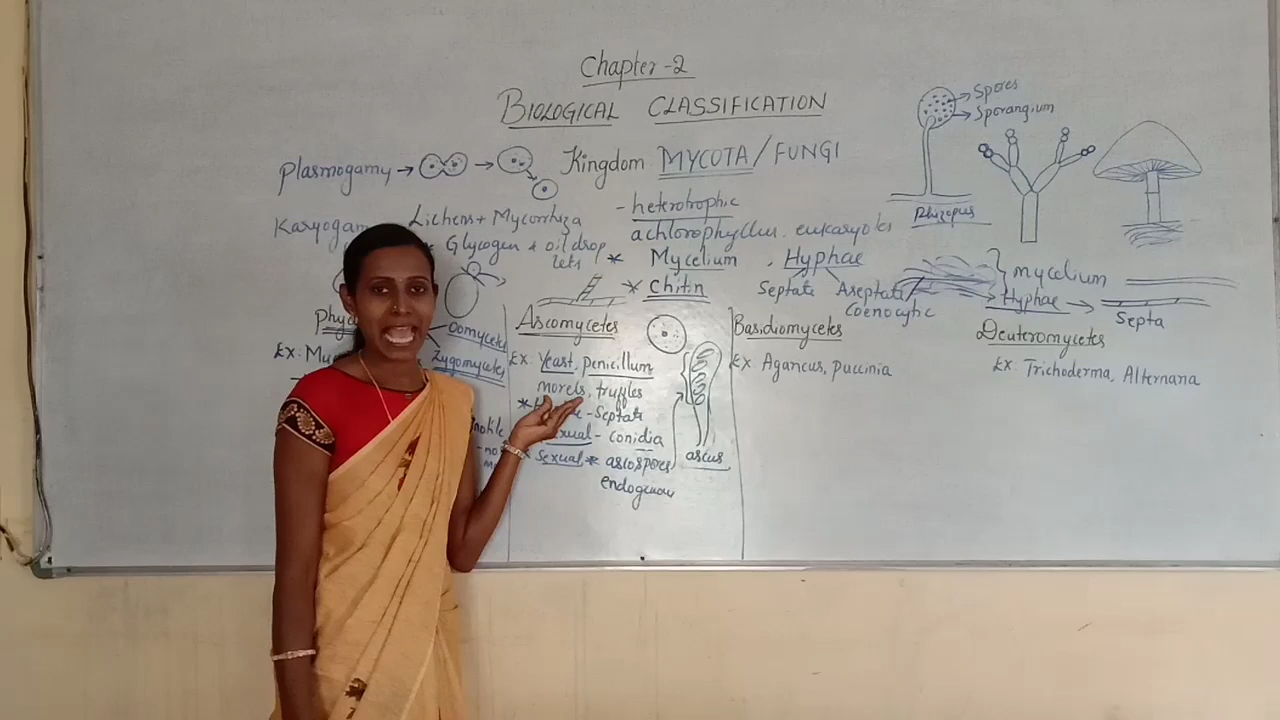 Chapter-2
BIOLOGICAL CLASSIFICATION
Plasmogamy
Kingdom MYCOTA/FUNGI
Spores
Sporangium
Rhizopus
Lichens + Mycorrhiza
Glycogen + oil drop
lets
- heterotrophic
achlorophyllus. eukaryotes
* Mycelium , Hyphae
Septate Aseptate
Coenocytic
* Chitin
mycelium
Hyphae
Septa
Oomycetes
Zygomycetes
Ex:
Ascomycetes
Ex: Yeast, penicillum
morels, truffles
- Septate
- conidia
Sexual * ascospores
endogenous
ascus
Basidiomycetes
Ex Agaricus, puccinia
Deuteromycetes
Ex: Trichoderma, Alternaria